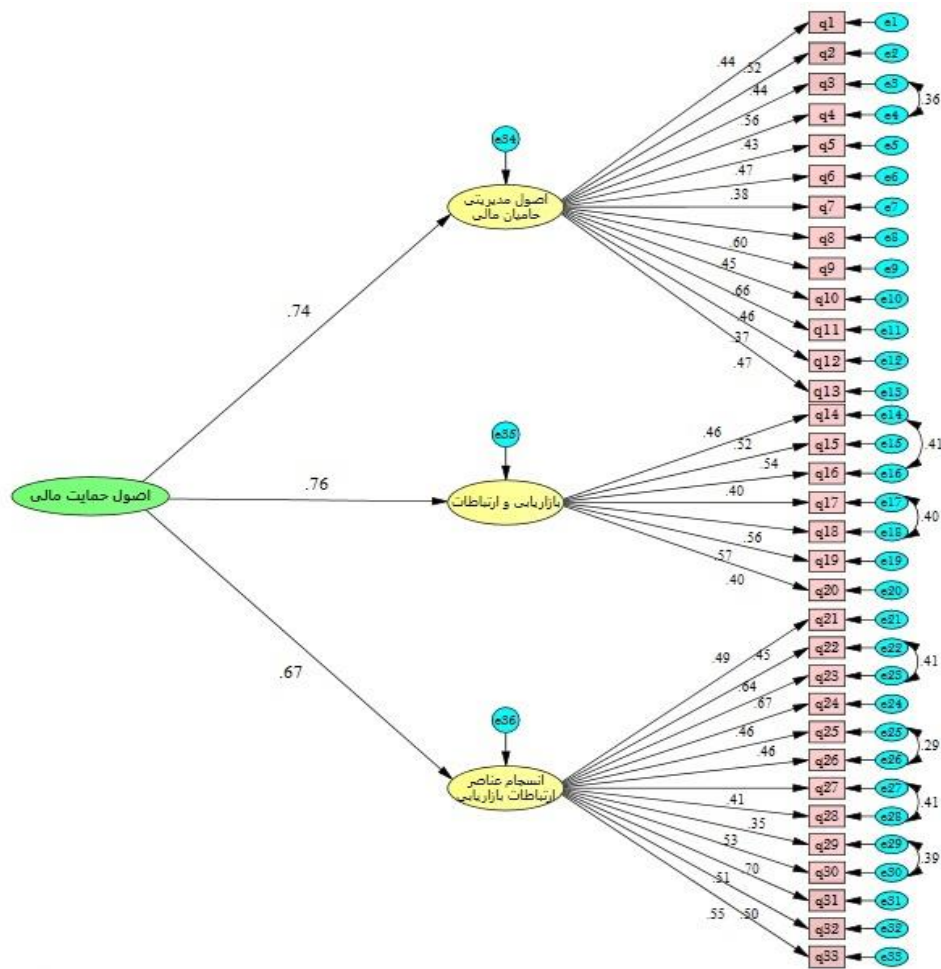 q1
e1
q2
e2
.44
.52
q3
e3
.44
.36
q4
e4
.56
e34
q5
e5
.43
q6
e6
.47
.38
اصول مدیریتی
حامیان مالی
q7
e7
q8
e8
.60
q9
e9
.45
q10
e10
.66
.74
q11
e11
.46
.37
q12
e12
.47
q13
e13
q14
e14
.46
e35
.52
q15
e15
.41
.54
q16
e16
.76
.40
اصول حمایت مالی
بازاریابی و ارتباطات
q17
e17
.40
q18
e18
.56
.57
q19
e19
.40
q20
e20
q21
e21
q22
e22
.49
.45
.41
.67
q23
e23
.64
.67
q24
e24
e36
.46
q25
e25
.46
.29
q26
e26
انسجام عناصر
ارتباطات بازاریابی
q27
e27
.41
.41
q28
e28
.35
q29
e29
.53
.39
q30
e30
.70
.51
q31
e31
.55
.50
q32
e32
q33
e33